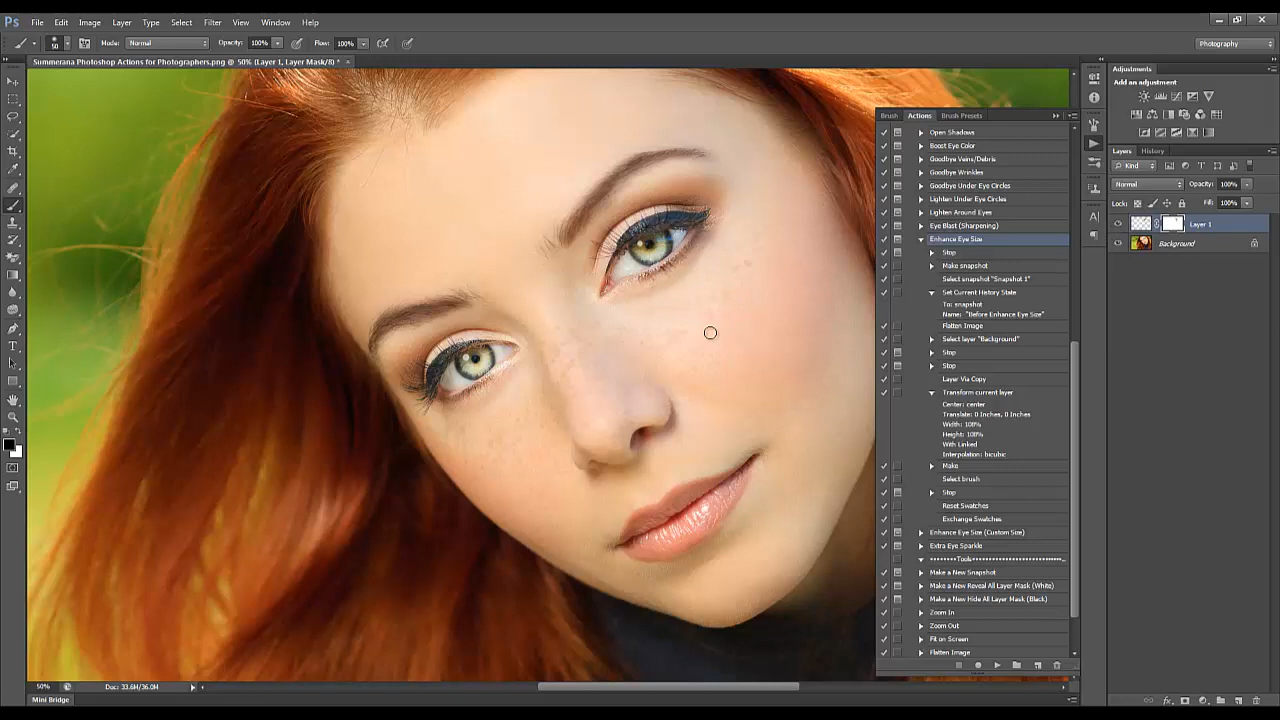 Ps File Edit Image Layer Type Select Filter View Window Help
50 Mode: Normal Opacity: 100% Flow: 100% Photography
Summerana Photoshop Actions for Photographers.png @ 50% (Layer 1, Layer Mask/8) * ×
Adjustments
Add an adjustment
Layers History
Kind
Normal Opacity: 100%
Lock: Fill: 100%
Layer 1
Background
Brush Actions Brush Presets
Open Shadows
Boost Eye Color
Goodbye Veins/Debris
Goodbye Wrinkles
Goodbye Under Eye Circles
Lighten Under Eye Circles
Lighten Around Eyes
Eye Blast (Sharpening)
Enhance Eye Size
Stop
Make snapshot
Select snapshot "Snapshot 1"
Set Current History State
To: snapshot
Name: "Before Enhance Eye Size"
Flatten Image
Select layer "Background"
Stop
Stop
Layer Via Copy
Transform current layer
Center: center
Translate: 0 Inches, 0 Inches
Width: 108%
Height: 108%
With Linked
Interpolation: bicubic
Make
Select brush
Stop
Reset Swatches
Exchange Swatches
Enhance Eye Size (Custom Size)
Extra Eye Sparkle
Tools
Make a New Snapshot
Make a New Reveal All Layer Mask (White)
Make a New Hide All Layer Mask (Black)
Zoom In
Zoom Out
Fit on Screen
Flatten Image
50% Doc: 33.6M/36.0M
Mini Bridge